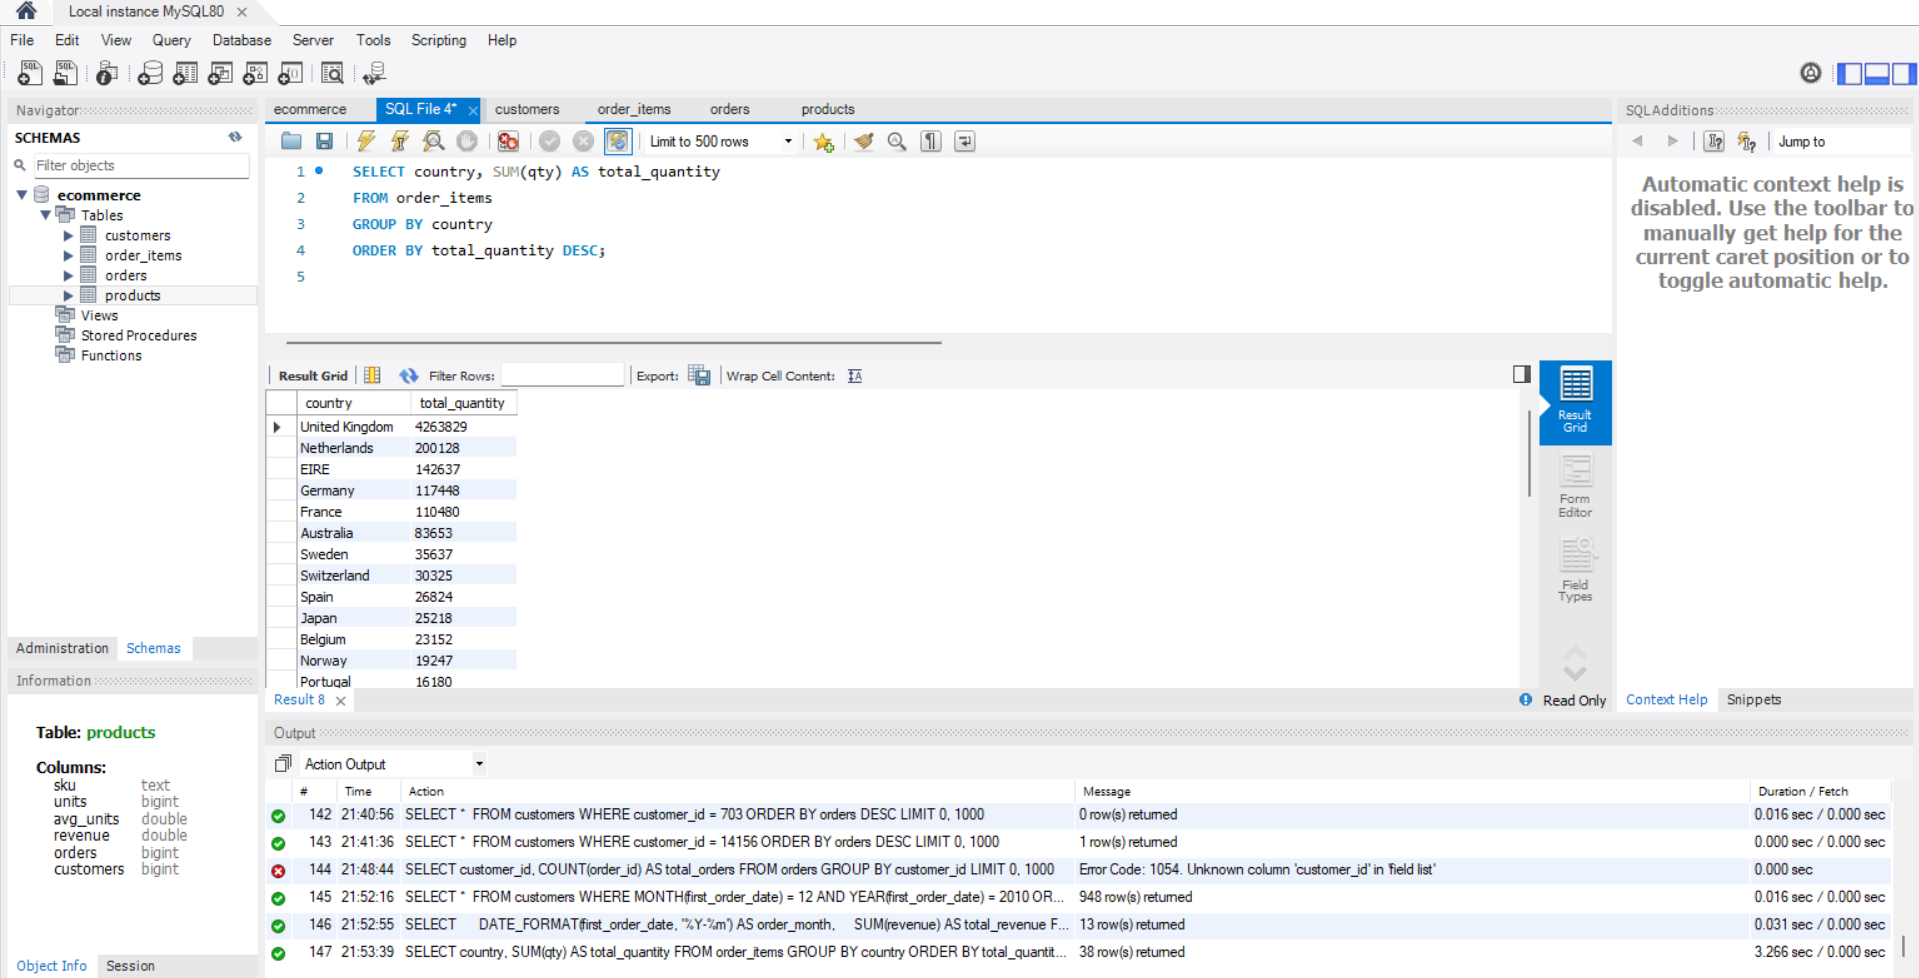 Local instance MySQL80
File Edit View Query Database Server Tools Scripting Help
Navigator
SCHEMAS
Filter objects
ecommerce
Tables
customers
order_items
orders
products
Views
Stored Procedures
Functions
Administration Schemas
Information
Table: products
Columns:
sku text
units bigint
avg_units double
revenue double
orders bigint
customers bigint
Object Info Session
ecommerce SQL File 4* customers order_items orders products
Limit to 500 rows
1 SELECT country, SUM(qty) AS total_quantity
2 FROM order_items
3 GROUP BY country
4 ORDER BY total_quantity DESC;
5
Result Grid Filter Rows: Export: Wrap Cell Content:
country total_quantity
United Kingdom 4263829
Netherlands 200128
EIRE 142637
Germany 117448
France 110480
Australia 83653
Sweden 35637
Switzerland 30325
Spain 26824
Japan 25218
Belgium 23152
Norway 19247
Portugal 16180
Result
Grid
Form
Editor
Field
Types
Result 8 Read Only
Output
Action Output
# Time Action Message Duration / Fetch
142 21:40:56 SELECT * FROM customers WHERE customer_id = 703 ORDER BY orders DESC LIMIT 0, 1000 0 row(s) returned 0.016 sec / 0.000 sec
143 21:41:36 SELECT * FROM customers WHERE customer_id = 14156 ORDER BY orders DESC LIMIT 0, 1000 1 row(s) returned 0.000 sec / 0.000 sec
144 21:48:44 SELECT customer_id, COUNT(order_id) AS total_orders FROM orders GROUP BY customer_id LIMIT 0, 1000 Error Code: 1054. Unknown column 'customer_id' in 'field list' 0.000 sec
145 21:52:16 SELECT * FROM customers WHERE MONTH(first_order_date) = 12 AND YEAR(first_order_date) = 2010 OR... 948 row(s) returned 0.016 sec / 0.000 sec
146 21:52:55 SELECT DATE_FORMAT(first_order_date, '%Y-%m') AS order_month, SUM(revenue) AS total_revenue F... 13 row(s) returned 0.031 sec / 0.000 sec
147 21:53:39 SELECT country, SUM(qty) AS total_quantity FROM order_items GROUP BY country ORDER BY total_quantit... 38 row(s) returned 3.266 sec / 0.000 sec
SQLAdditions
Jump to
Automatic context help is
disabled. Use the toolbar to
manually get help for the
current caret position or to
toggle automatic help.
Context Help Snippets